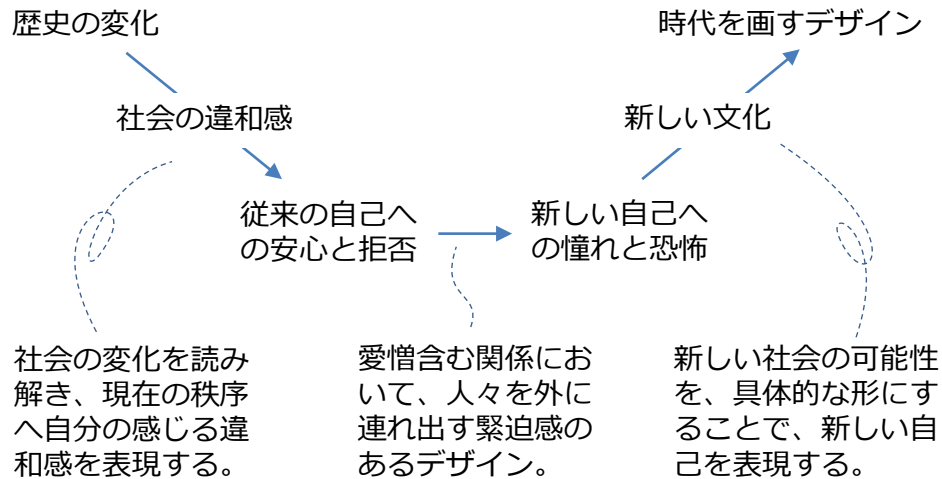 歴史の変化
時代を画すデザイン
社会の違和感
新しい文化
従来の自己へ
の安心と拒否
新しい自己へ
の憧れと恐怖
社会の変化を読み
解き、現在の秩序
へ自分の感じる違
和感を表現する。
愛憎含む関係にお
いて、人々を外に
連れ出す緊迫感の
あるデザイン。
新しい社会の可能性
を、具体的な形にす
ることで、新しい自
己を表現する。